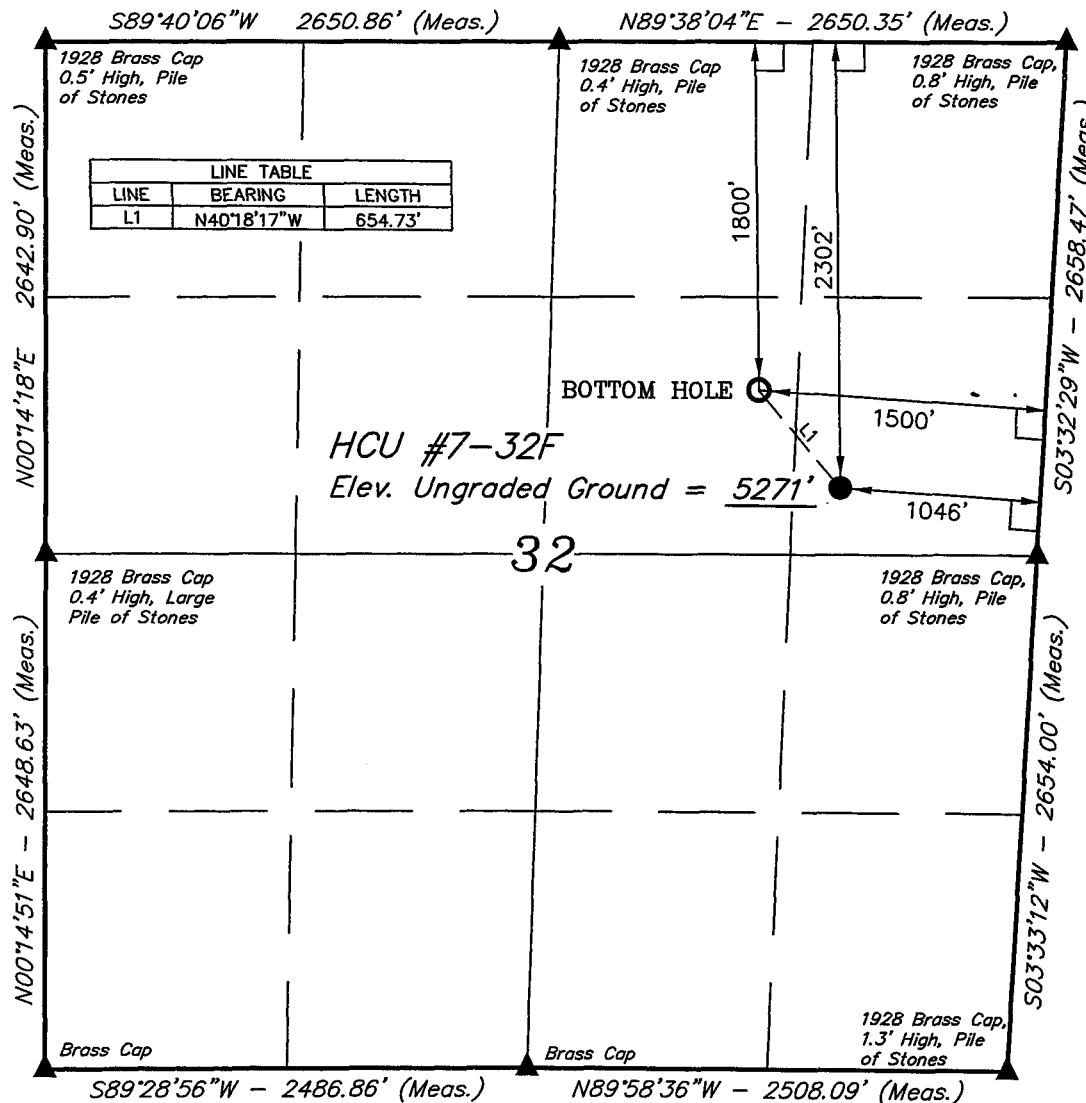 S89°40'06"W 2650.86' (Meas.)
N89°38'04"E - 2650.35' (Meas.)
1928 Brass Cap
0.5' High, Pile
of Stones
1928 Brass Cap
0.4' High, Pile
of Stones
1928 Brass Cap,
0.8' High, Pile
of Stones
N00°14'18"E 2642.90' (Meas.)
S03°32'29"W - 2658.47' (Meas.)
LINE TABLE
LINE BEARING LENGTH
L1 N40°18'17"W 654.73'
1800'
2302'
BOTTOM HOLE
1500'
L1
HCU #7-32F
Elev. Ungraded Ground = 5271'
1046'
32
1928 Brass Cap
0.4' High, Large
Pile of Stones
1928 Brass Cap,
0.8' High, Pile
of Stones
N00°14'51"E - 2648.63' (Meas.)
S03°33'12"W - 2654.00' (Meas.)
Brass Cap
Brass Cap
1928 Brass Cap,
1.3' High, Pile
of Stones
S89°28'56"W - 2486.86' (Meas.)
N89°58'36"W - 2508.09' (Meas.)